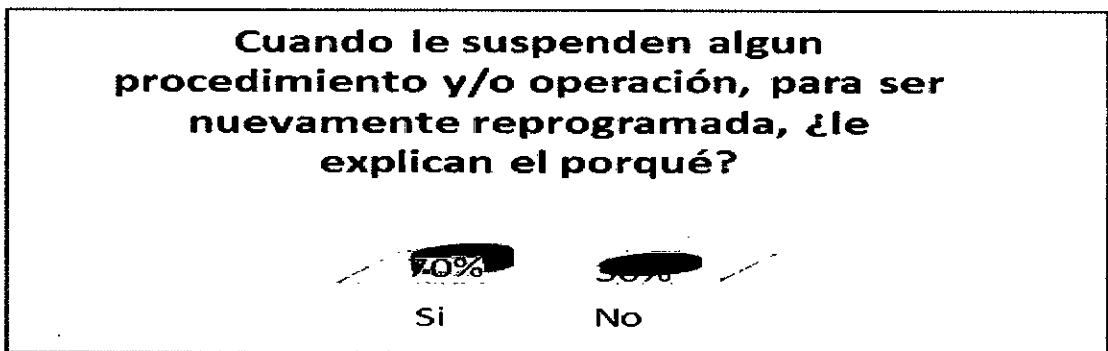 Cuando le suspenden algun
procedimiento y/o operación, para ser
nuevamente reprogramada, ¿le
explican el porqué?
70%
Si No